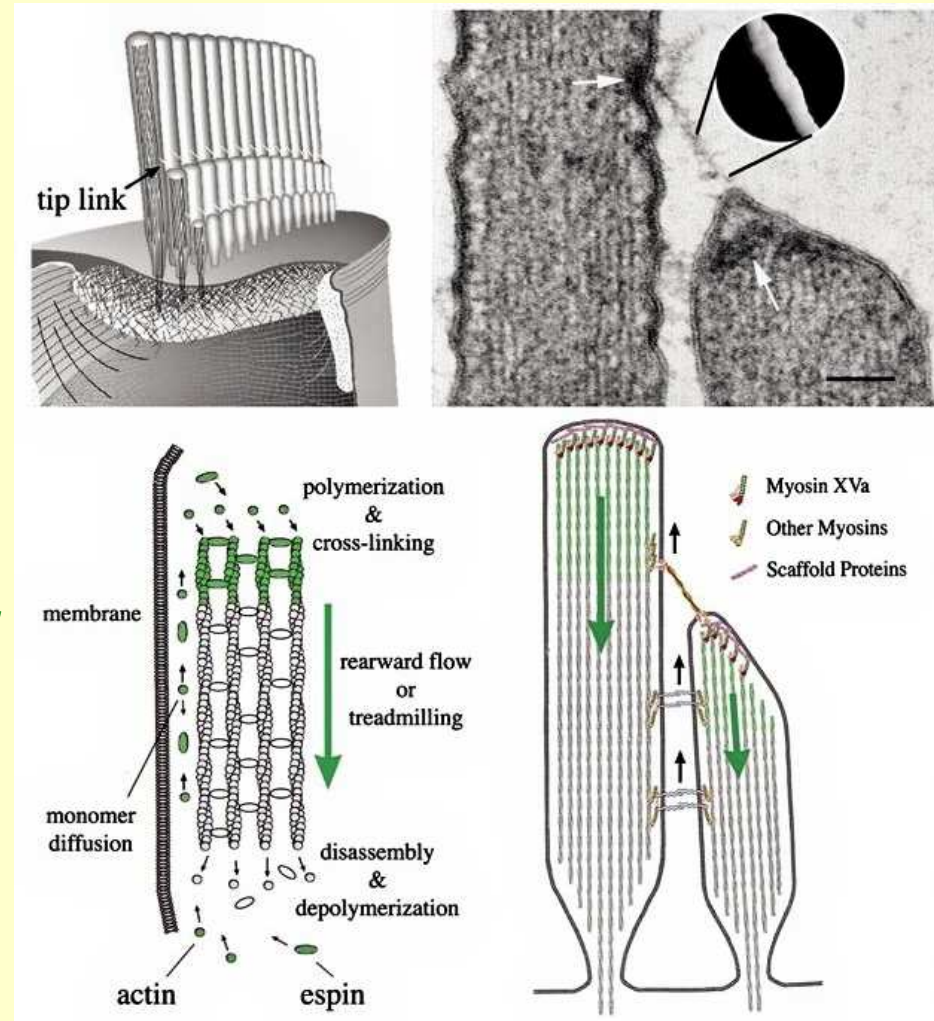 tip link
polymerization
&
cross-linking
membrane
rearward flow
or
treadmilling
monomer
diffusion
disassembly
&
depolymerization
actin
espin
Myosin XVa
Other Myosins
Scaffold Proteins